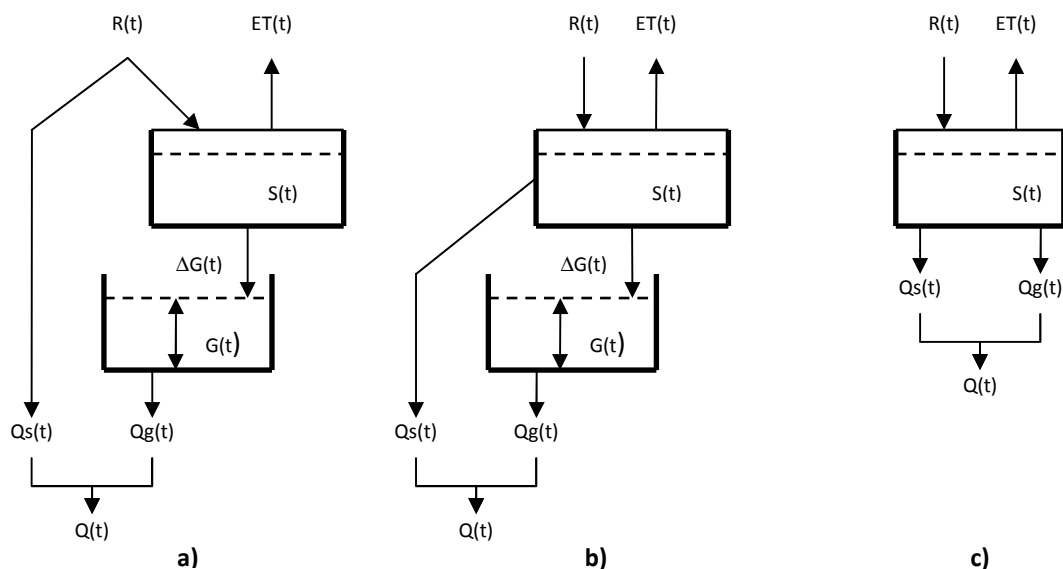 R(t) ET(t)
S(t)
ΔG(t)
G(t)
Qs(t) Qg(t)
Q(t)
a)
R(t) ET(t)
S(t)
ΔG(t)
G(t)
Qs(t) Qg(t)
Q(t)
b)
R(t) ET(t)
S(t)
Qs(t) Qg(t)
Q(t)
c)